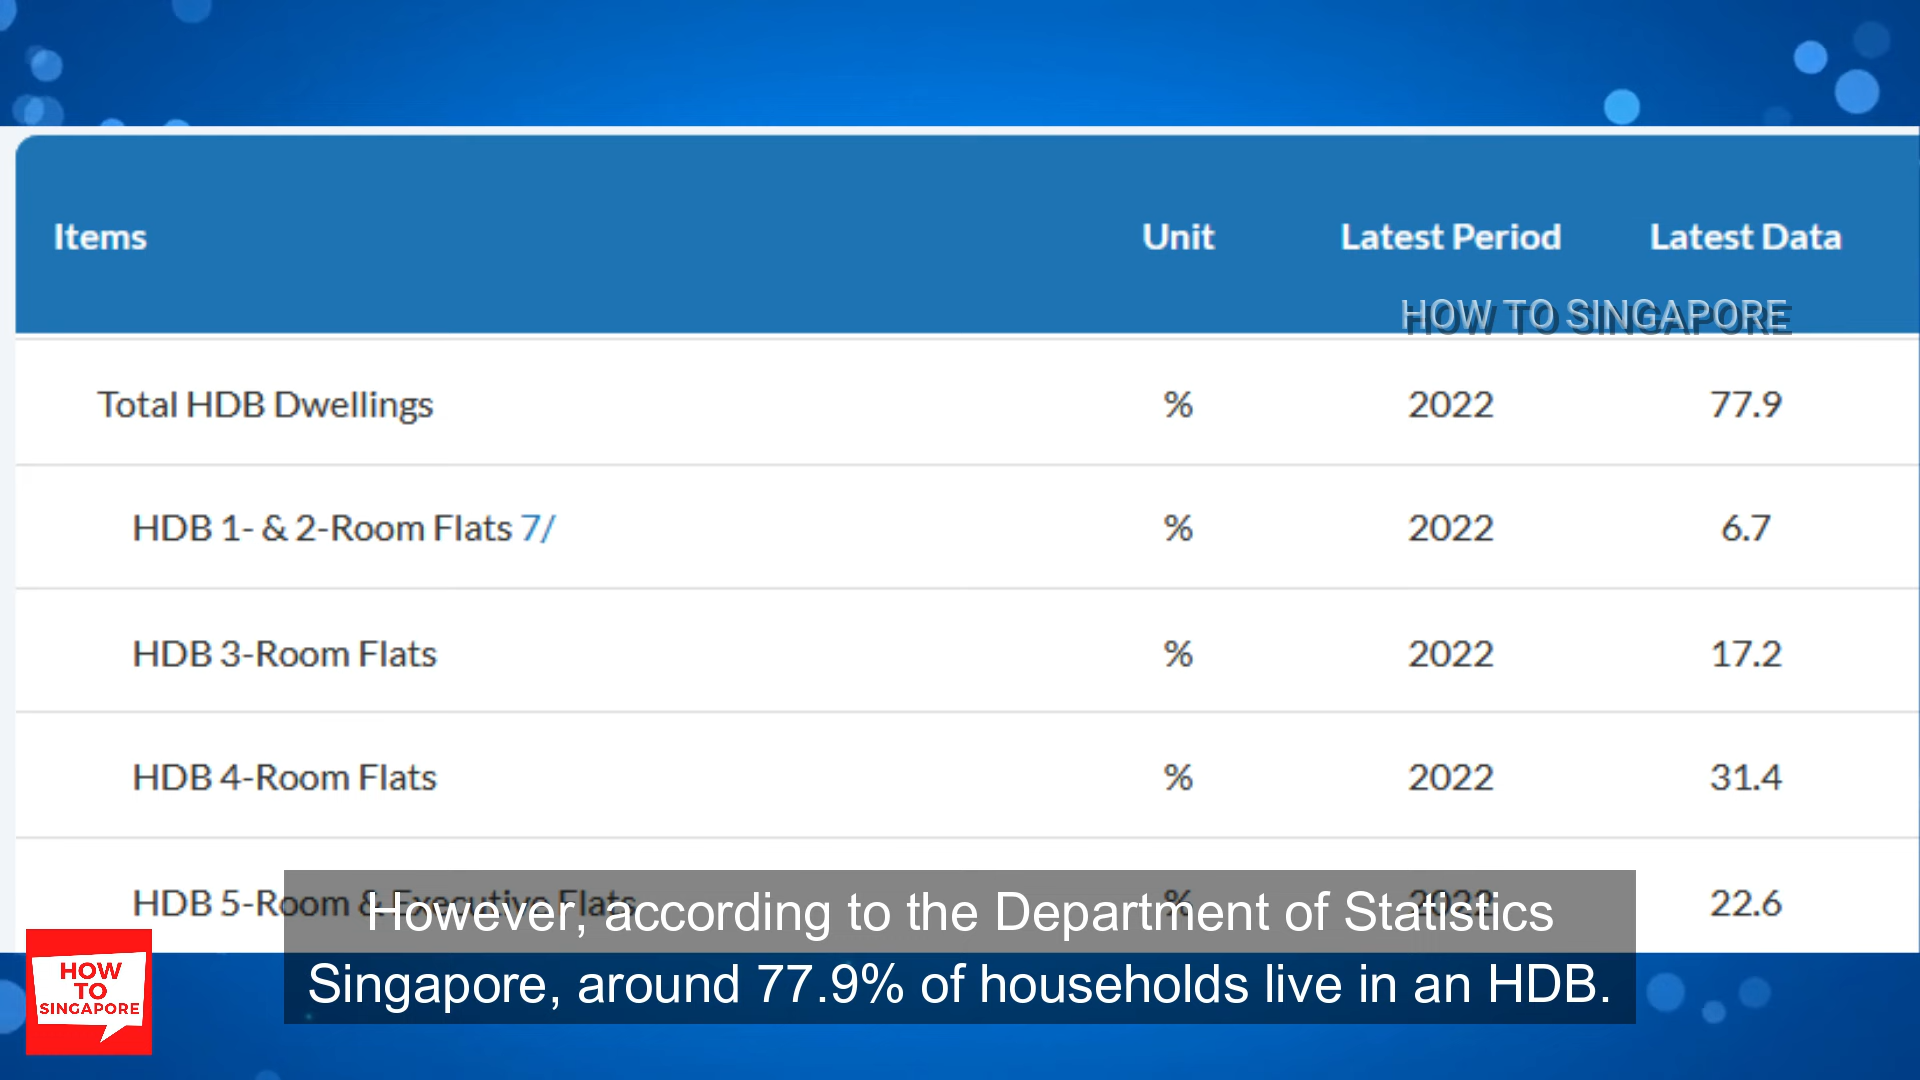 Items Unit Latest Period Latest Data
HOW TO SINGAPORE
Total HDB Dwellings % 2022 77.9
HDB 1- & 2-Room Flats 7/ % 2022 6.7
HDB 3-Room Flats % 2022 17.2
HDB 4-Room Flats % 2022 31.4
HDB 5-Room & Executive Flats % 2022 22.6
However, according to the Department of Statistics
Singapore, around 77.9% of households live in an HDB.
HOW
TO
SINGAPORE